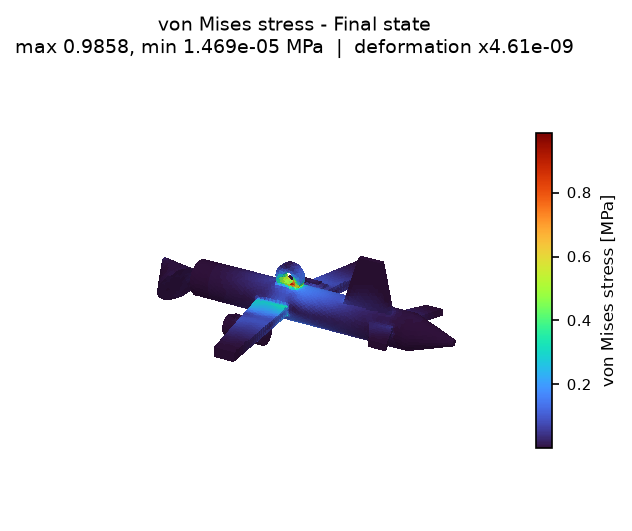 von Mises stress - Final state
max 0.9858, min 1.469e-05 MPa  |  deformation x4.61e-09
0.8
0.6
0.4
0.2
von Mises stress [MPa]